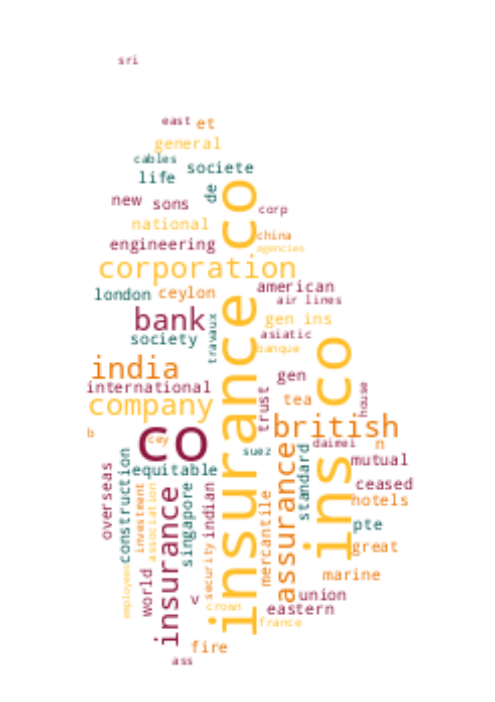 sri
east et
general
cables
life societe
de
new sons
corp
national
china
engineering
agencies
corporation
american
london ceylon
air lines
bank
gen ins
travaux
society
asiatic
banque
india
gen
international
house
company
tea
trust
british
b
co
cey
daimei n
suez
mutual
equitable
standard
ceased
overseas
construction
investment
association
insurance
singapore
indian
insurance co
mercantile
assurance
ins co
hotels
pte
great
security
employees
world
v
crown
marine
union
eastern
france
fire
ass